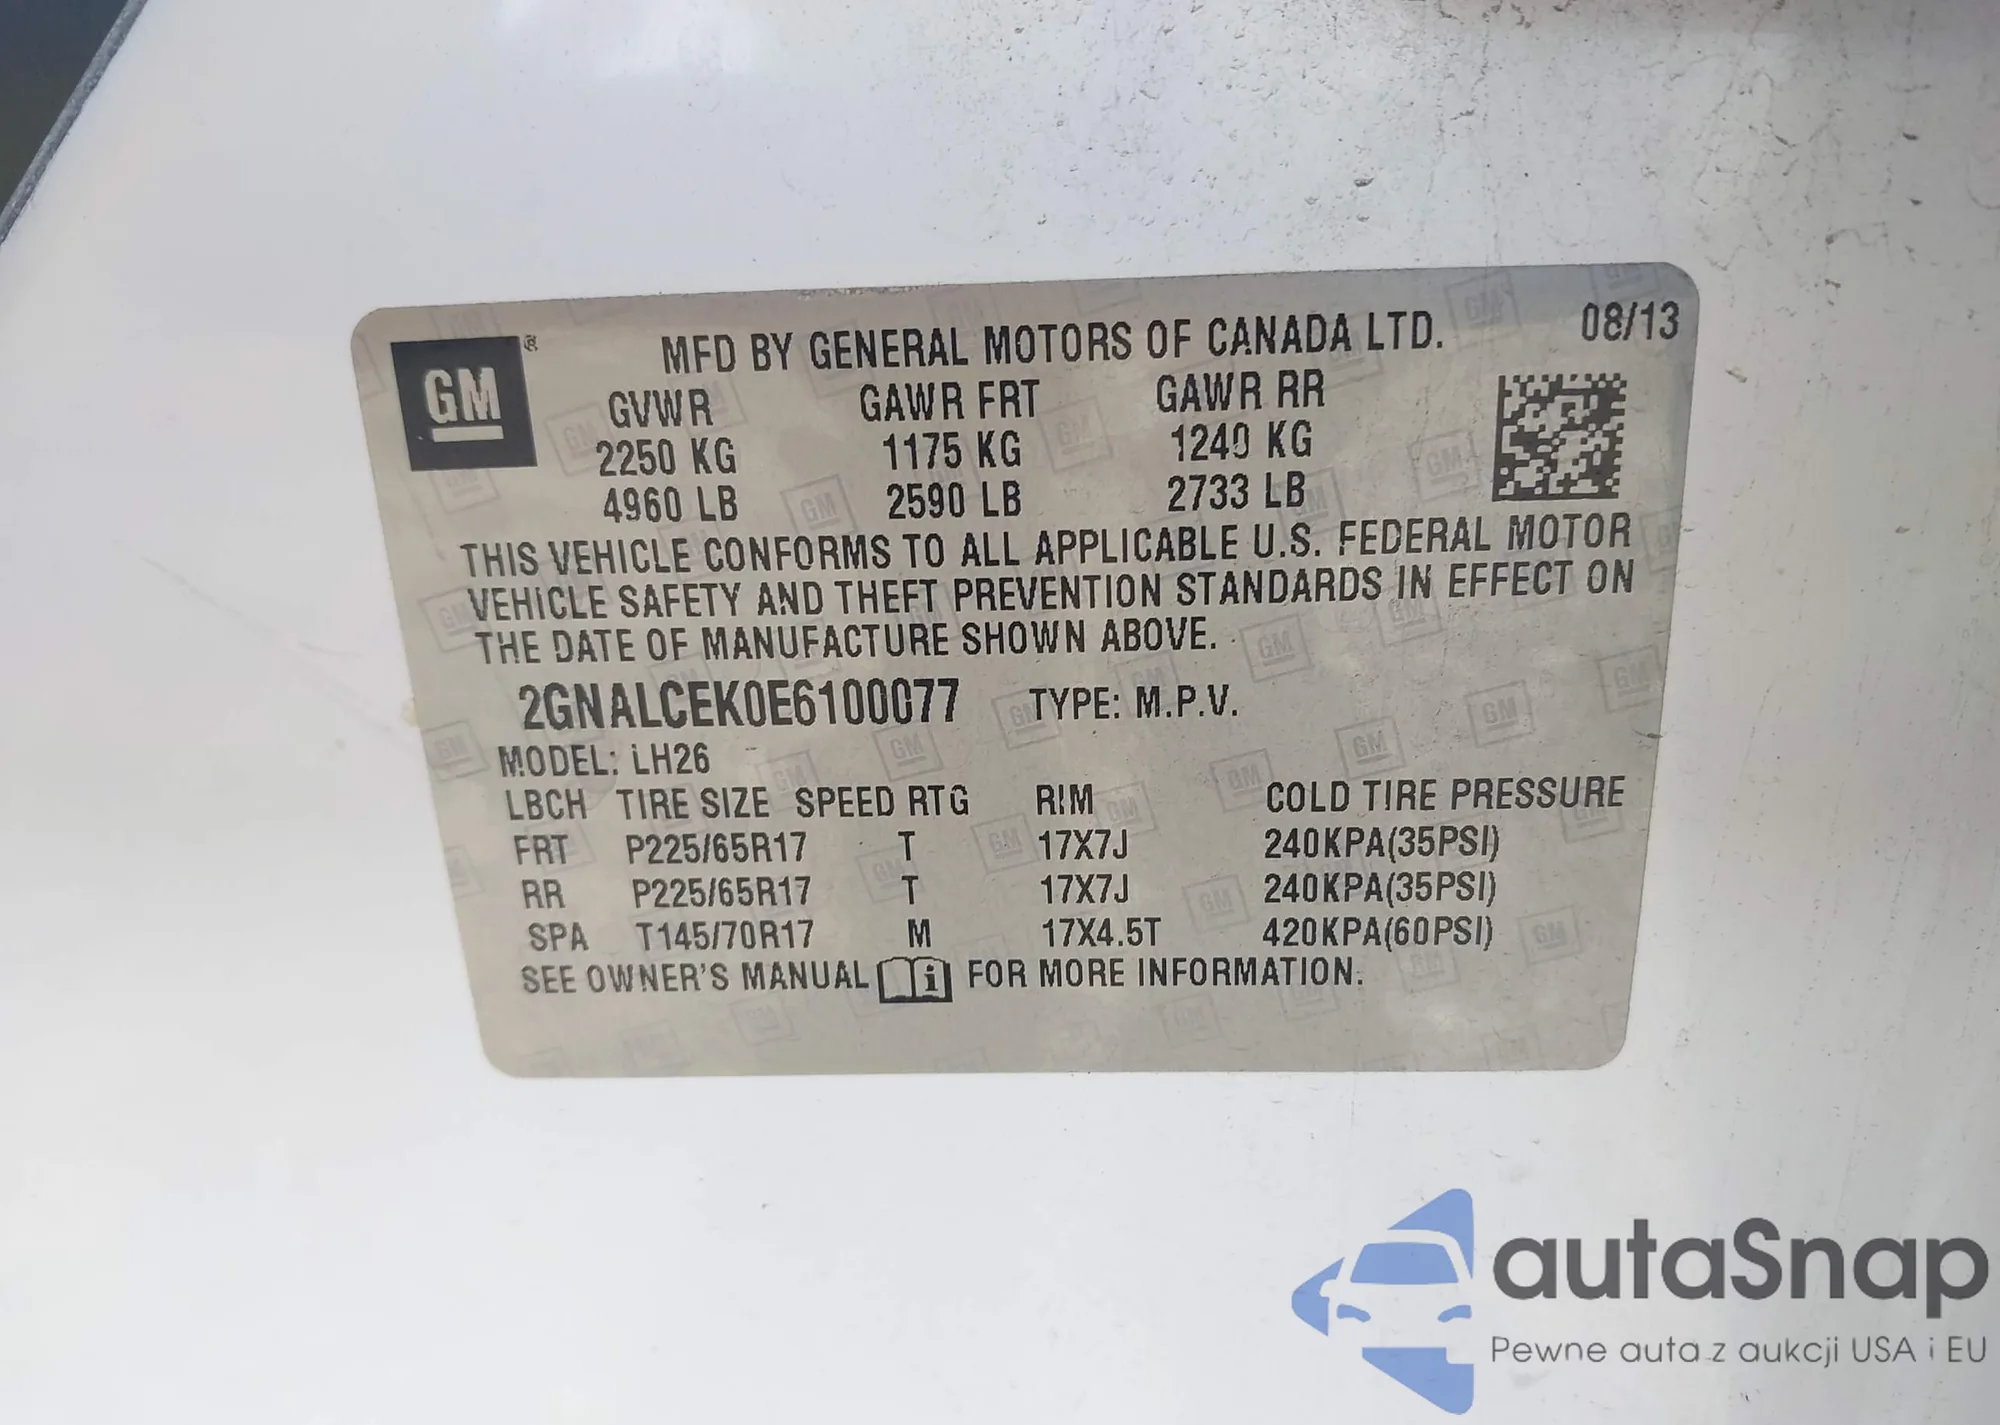 GM®
MFD BY GENERAL MOTORS OF CANADA LTD. 08/13
GVWR GAWR FRT GAWR RR
2250 KG 1175 KG 1240 KG
4960 LB 2590 LB 2733 LB
THIS VEHICLE CONFORMS TO ALL APPLICABLE U.S. FEDERAL MOTOR
VEHICLE SAFETY AND THEFT PREVENTION STANDARDS IN EFFECT ON
THE DATE OF MANUFACTURE SHOWN ABOVE.
2GNALCEK0E6100077 TYPE: M.P.V.
MODEL: LH26
LBCH TIRE SIZE SPEED RTG RIM COLD TIRE PRESSURE
FRT P225/65R17 T 17X7J 240KPA(35PSI)
RR P225/65R17 T 17X7J 240KPA(35PSI)
SPA T145/70R17 M 17X4.5T 420KPA(60PSI)
SEE OWNER'S MANUAL i FOR MORE INFORMATION.
autaSnap
Pewne auta z aukcji USA i EU